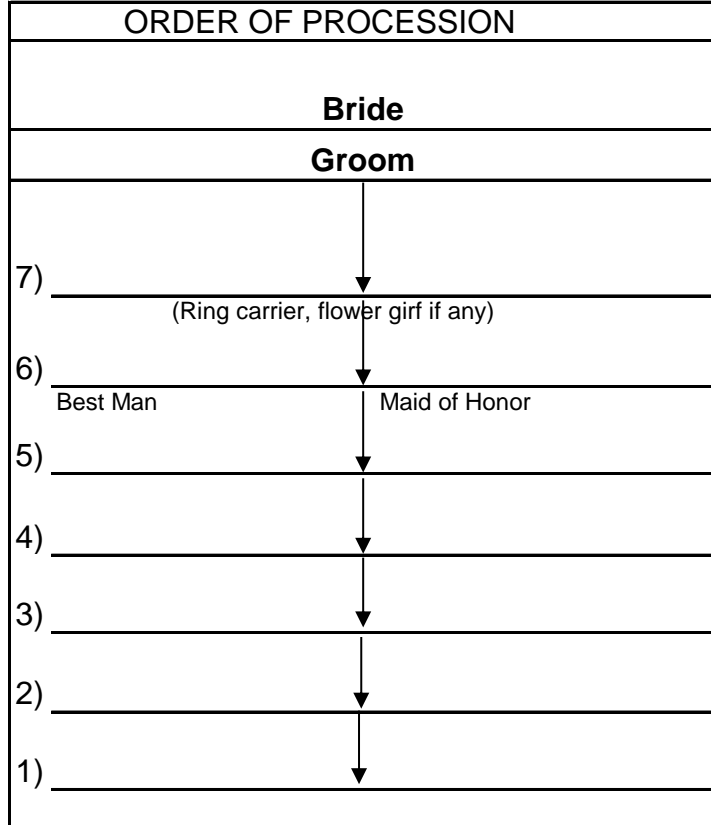 ORDER OF PROCESSION
Bride
Groom
7)
(Ring carrier, flower girf if any)
6)
Best Man Maid of Honor
5)
4)
3)
2)
1)